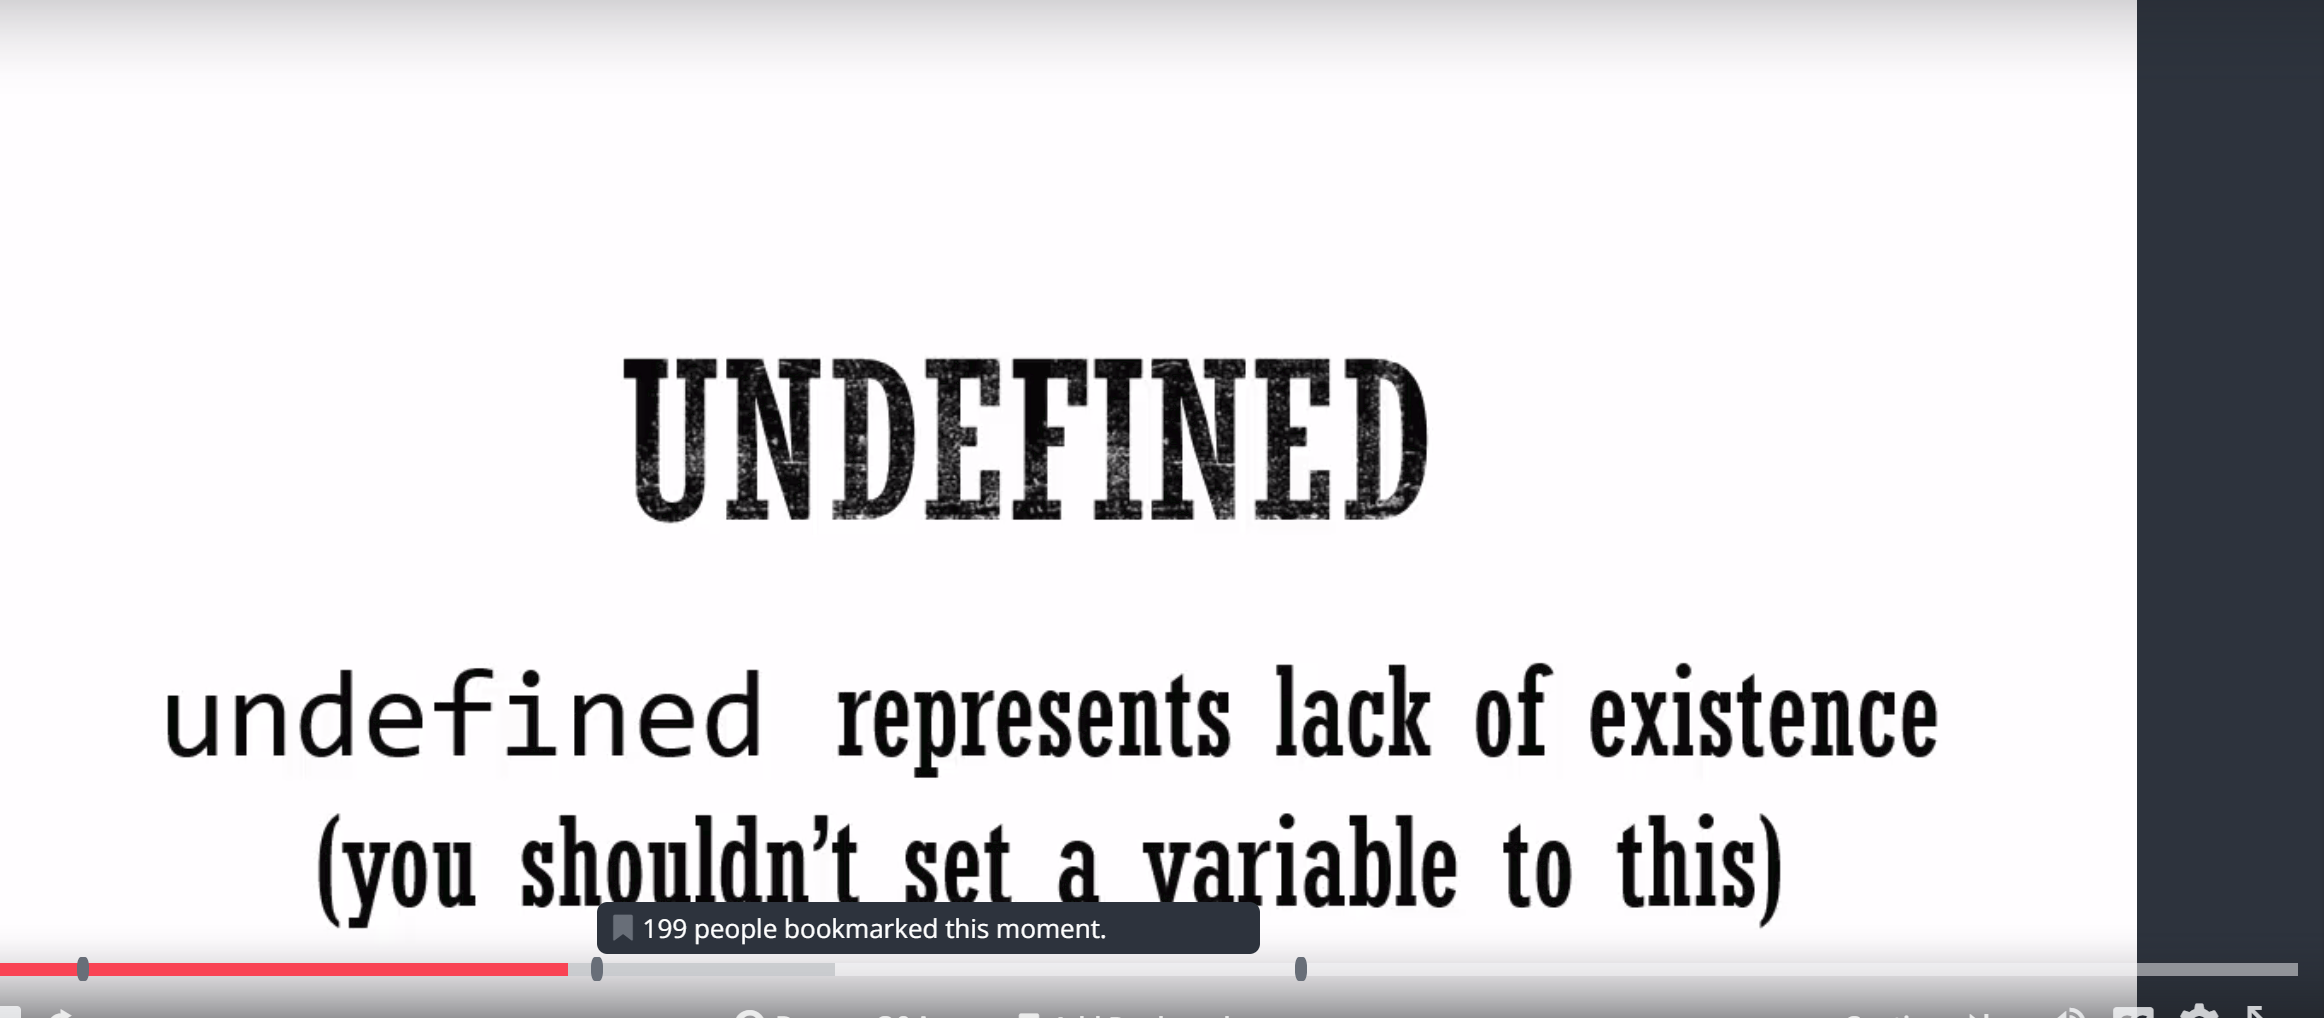 UNDEFINED
undefined represents lack of existence
(you shouldn't set a variable to this)
199 people bookmarked this moment.